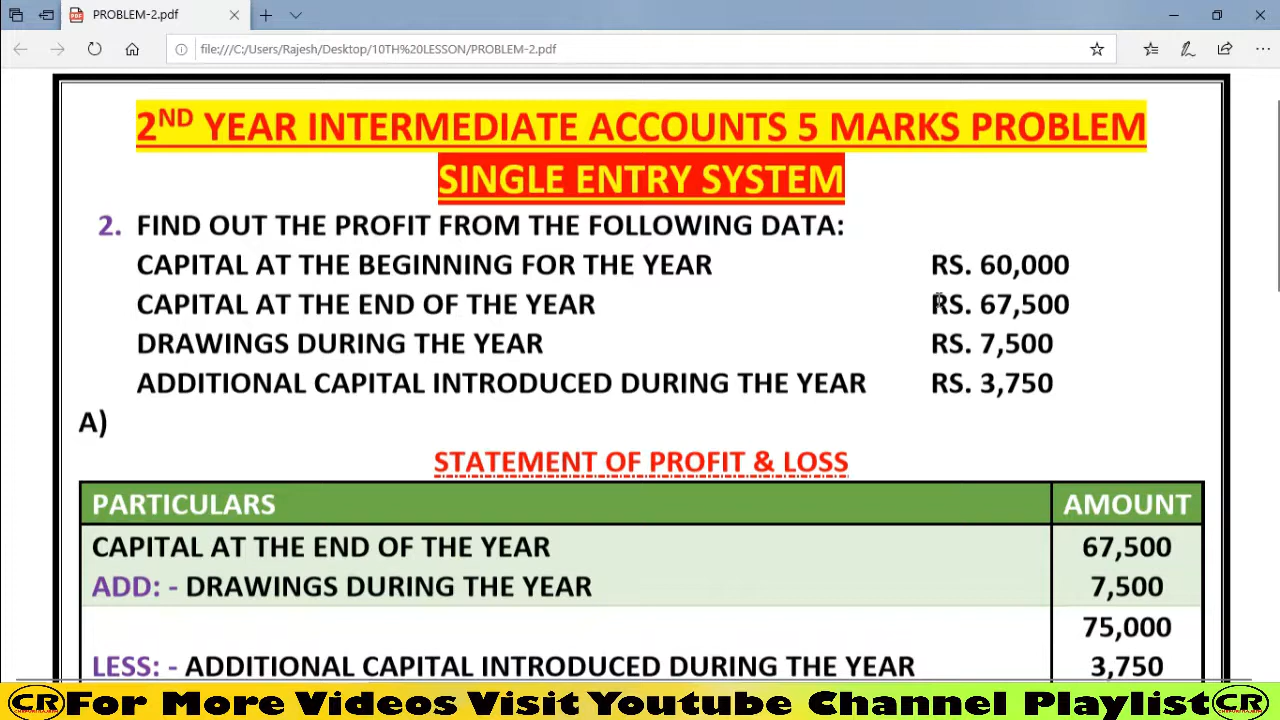 PROBLEM-2.pdf
file:///C:/Users/Rajesh/Desktop/10TH%20LESSON/PROBLEM-2.pdf
2ND YEAR INTERMEDIATE ACCOUNTS 5 MARKS PROBLEM
SINGLE ENTRY SYSTEM
2. FIND OUT THE PROFIT FROM THE FOLLOWING DATA:
CAPITAL AT THE BEGINNING FOR THE YEAR RS. 60,000
CAPITAL AT THE END OF THE YEAR RS. 67,500
DRAWINGS DURING THE YEAR RS. 7,500
ADDITIONAL CAPITAL INTRODUCED DURING THE YEAR RS. 3,750
A)
STATEMENT OF PROFIT & LOSS
PARTICULARS AMOUNT
CAPITAL AT THE END OF THE YEAR 67,500
ADD: - DRAWINGS DURING THE YEAR 7,500
75,000
LESS: - ADDITIONAL CAPITAL INTRODUCED DURING THE YEAR 3,750
CR For More Videos Visit Youtube Channel Playlist CR